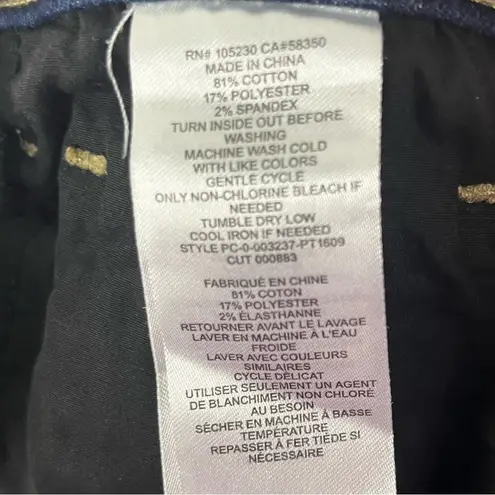 RN# 105230 CA#58350
MADE IN CHINA
81% COTTON
17% POLYESTER
2% SPANDEX
TURN INSIDE OUT BEFORE
WASHING
MACHINE WASH COLD
WITH LIKE COLORS
GENTLE CYCLE
ONLY NON-CHLORINE BLEACH IF
NEEDED
TUMBLE DRY LOW
COOL IRON IF NEEDED
STYLE PC-0-003237-PT1609
CUT 000883
FABRIQUÉ EN CHINE
81% COTON
17% POLYESTER
2% ÉLASTHANNE
RETOURNER AVANT LE LAVAGE
LAVER EN MACHINE À L'EAU
FROIDE
LAVER AVEC COULEURS
SIMILAIRES
CYCLE DÉLICAT
UTILISER SEULEMENT UN AGENT
DE BLANCHIMENT NON CHLORÉ
AU BESOIN
SÉCHER EN MACHINE À BASSE
TEMPÉRATURE
REPASSER À FER TIÈDE SI
NÉCESSAIRE